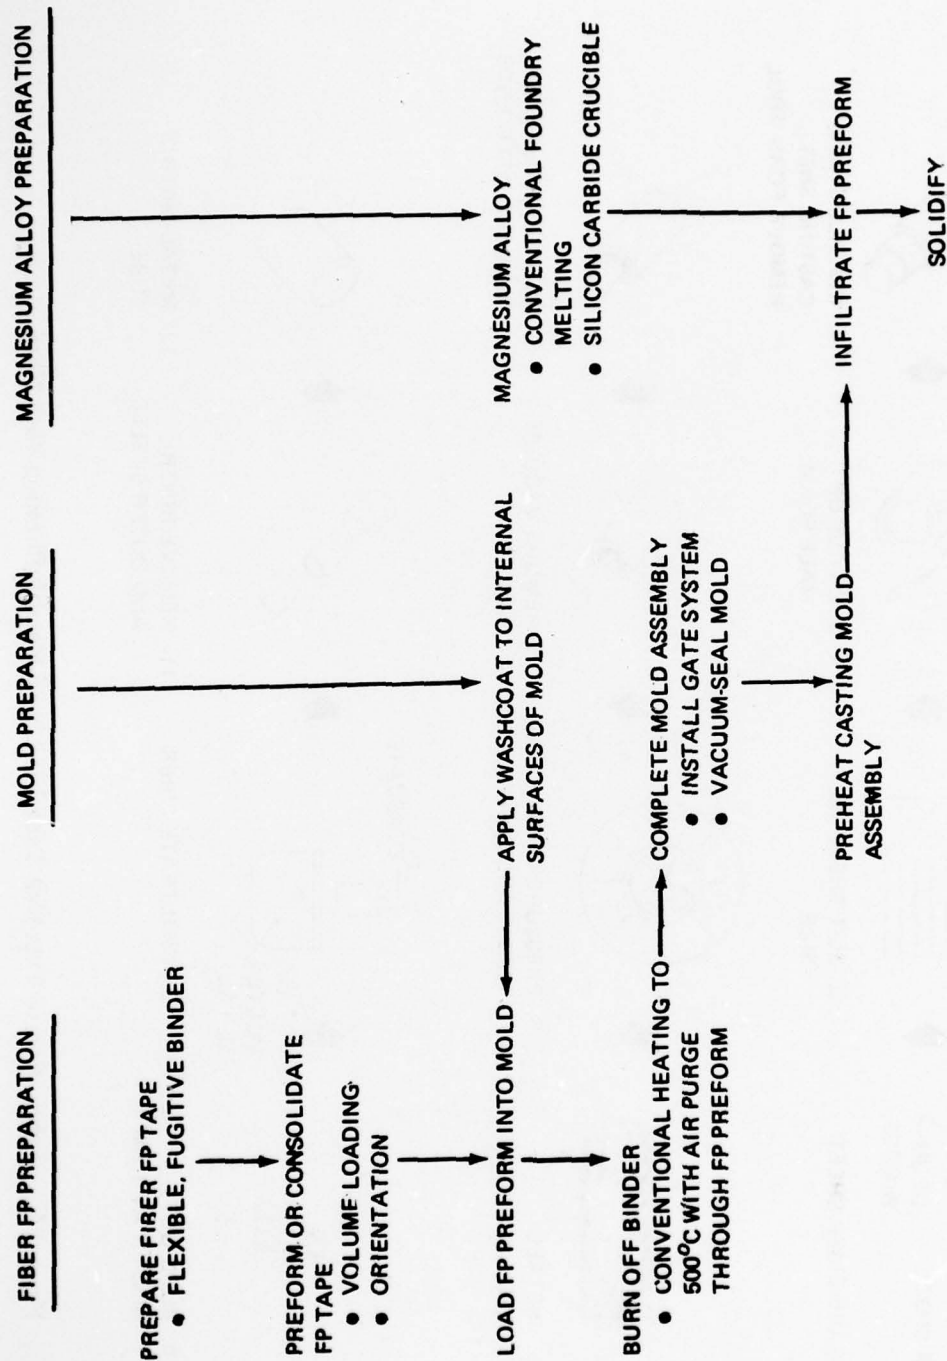 FIBER FP PREPARATION
PREPARE FIRER FP TAPE
• FLEXIBLE, FUGITIVE BINDER
PREFORM OR CONSOLIDATE
FP TAPE
• VOLUME LOADING
• ORIENTATION
LOAD FP PREFORM INTO MOLD
BURN OFF BINDER
• CONVENTIONAL HEATING TO
500°C WITH AIR PURGE
THROUGH FP PREFORM
MOLD PREPARATION
APPLY WASHCOAT TO INTERNAL
SURFACES OF MOLD
COMPLETE MOLD ASSEMBLY
• INSTALL GATE SYSTEM
• VACUUM-SEAL MOLD
PREHEAT CASTING MOLD
ASSEMBLY
MAGNESIUM ALLOY PREPARATION
MAGNESIUM ALLOY
• CONVENTIONAL FOUNDRY
MELTING
• SILICON CARBIDE CRUCIBLE
INFILTRATE FP PREFORM
SOLIDIFY